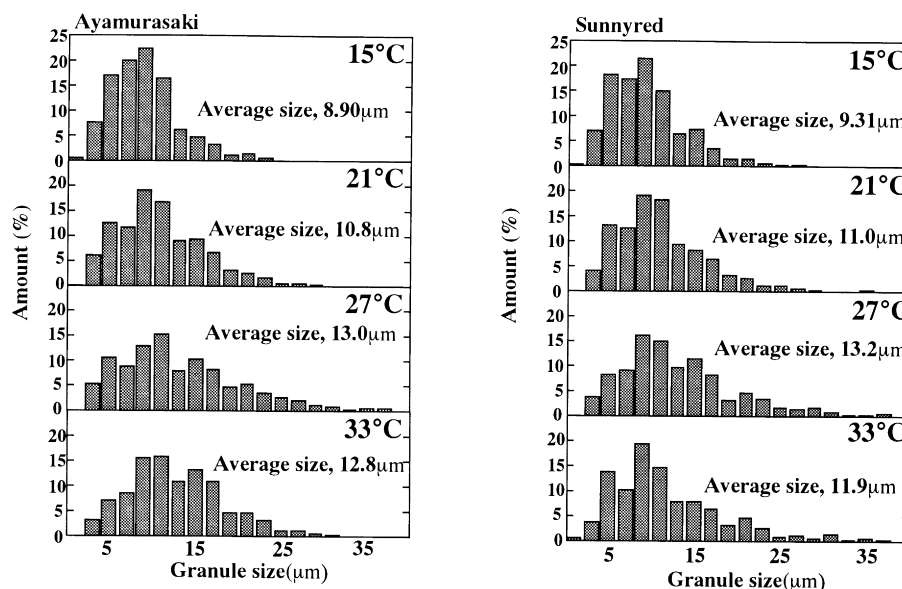 Ayamurasaki
25
20
15
10
5
0
15°C
Average size, 8.90μm
20
15
10
5
0
21°C
Average size, 10.8μm
20
15
10
5
0
27°C
Average size, 13.0μm
20
15
10
5
0
33°C
Average size, 12.8μm
5 15 25 35
Granule size(μm)
Amount (%)
Sunnyred
25
20
15
10
5
0
15°C
Average size, 9.31μm
20
15
10
5
0
21°C
Average size, 11.0μm
20
15
10
5
0
27°C
Average size, 13.2μm
20
15
10
5
0
33°C
Average size, 11.9μm
5 15 25 35
Granule size(μm)
Amount (%)